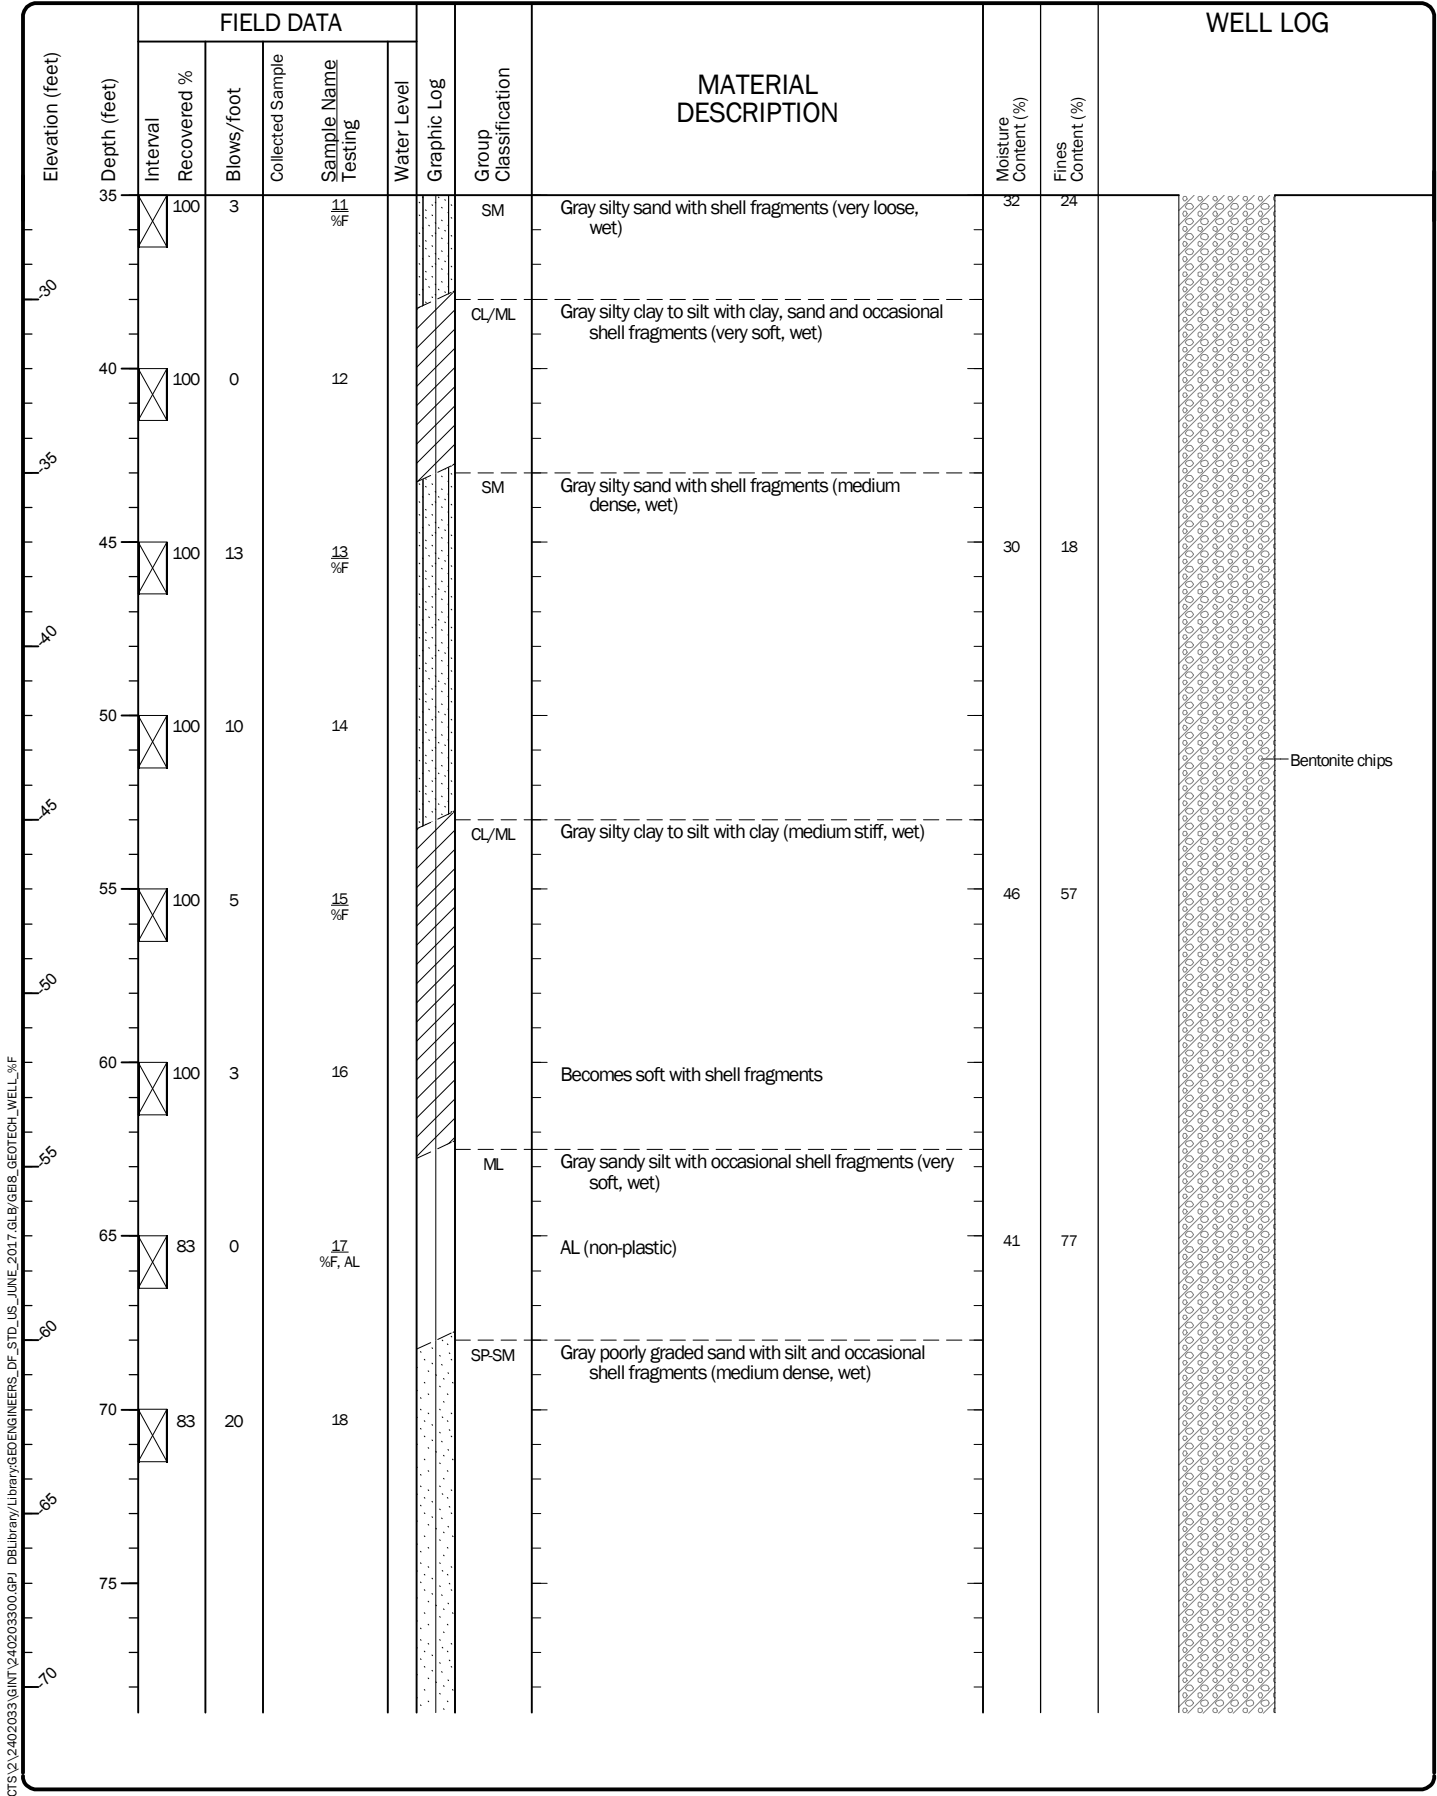 FIELD DATA
WELL LOG
Elevation (feet)
Depth (feet)
Interval
Recovered %
Blows/foot
Collected Sample
Sample Name
Testing
Water Level
Graphic Log
Group
Classification
MATERIAL
DESCRIPTION
Moisture
Content (%)
Fines
Content (%)
35
100
3
11
%F
SM
Gray silty sand with shell fragments (very loose,
wet)
32
24
-30
CL/ML
Gray silty clay to silt with clay, sand and occasional
shell fragments (very soft, wet)
40
100
0
12
-35
SM
Gray silty sand with shell fragments (medium
dense, wet)
45
100
13
13
%F
30
18
-40
50
100
10
14
Bentonite chips
-45
CL/ML
Gray silty clay to silt with clay (medium stiff, wet)
55
100
5
15
%F
46
57
-50
60
100
3
16
Becomes soft with shell fragments
-55
ML
Gray sandy silt with occasional shell fragments (very
soft, wet)
65
83
0
17
%F, AL
AL (non-plastic)
41
77
-60
SP-SM
Gray poorly graded sand with silt and occasional
shell fragments (medium dense, wet)
70
83
20
18
-65
75
-70
CTS\2\2402033\GINT\240203300.GPJ DBLibrary/Library:GEOENGINEERS_DF_STD_US_JUNE_2017.GLB/GEI8_GEOTECH_WELL_%F